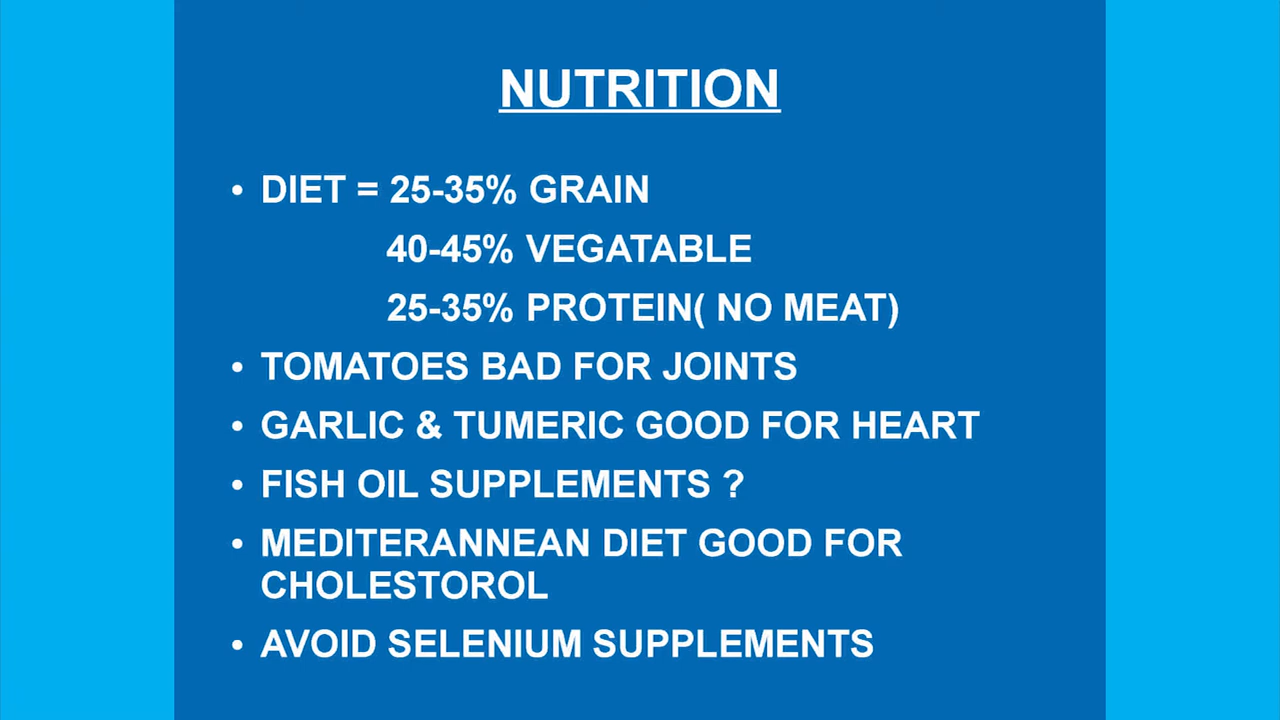 NUTRITION
• DIET = 25-35% GRAIN
40-45% VEGATABLE
25-35% PROTEIN( NO MEAT)
• TOMATOES BAD FOR JOINTS
• GARLIC & TUMERIC GOOD FOR HEART
• FISH OIL SUPPLEMENTS ?
• MEDITERANNEAN DIET GOOD FOR
CHOLESTOROL
• AVOID SELENIUM SUPPLEMENTS